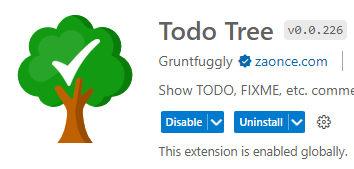 Todo Tree v0.0.226
Gruntfuggly zaonce.com
Show TODO, FIXME, etc. comme
Disable Uninstall
This extension is enabled globally.